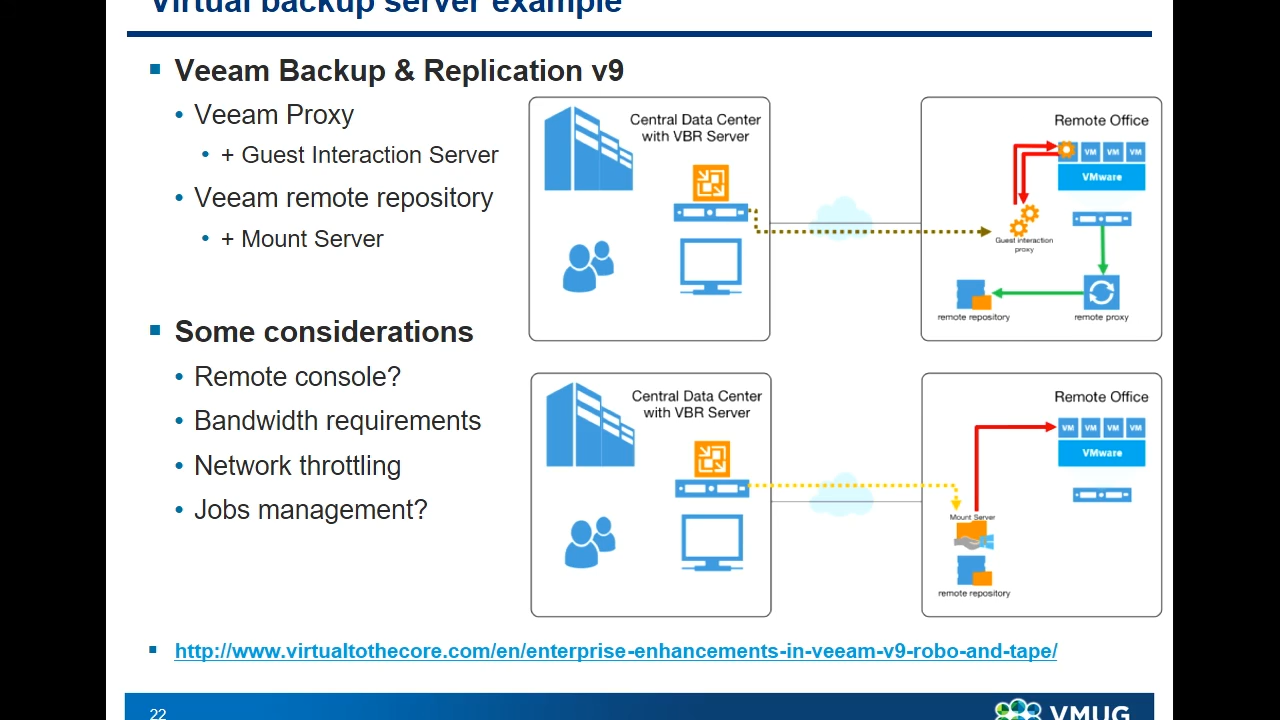 Virtual backup server example
Veeam Backup & Replication v9
Veeam Proxy
+ Guest Interaction Server
Veeam remote repository
+ Mount Server
Some considerations
Remote console?
Bandwidth requirements
Network throttling
Jobs management?
Central Data Center
with VBR Server
Remote Office
VM VM VM
VMware
Guest interaction
proxy
remote repository
remote proxy
Central Data Center
with VBR Server
Remote Office
VM VM VM VM
VMware
Mount Server
remote repository
http://www.virtualtothecore.com/en/enterprise-enhancements-in-veeam-v9-robo-and-tape/
22
VMUG